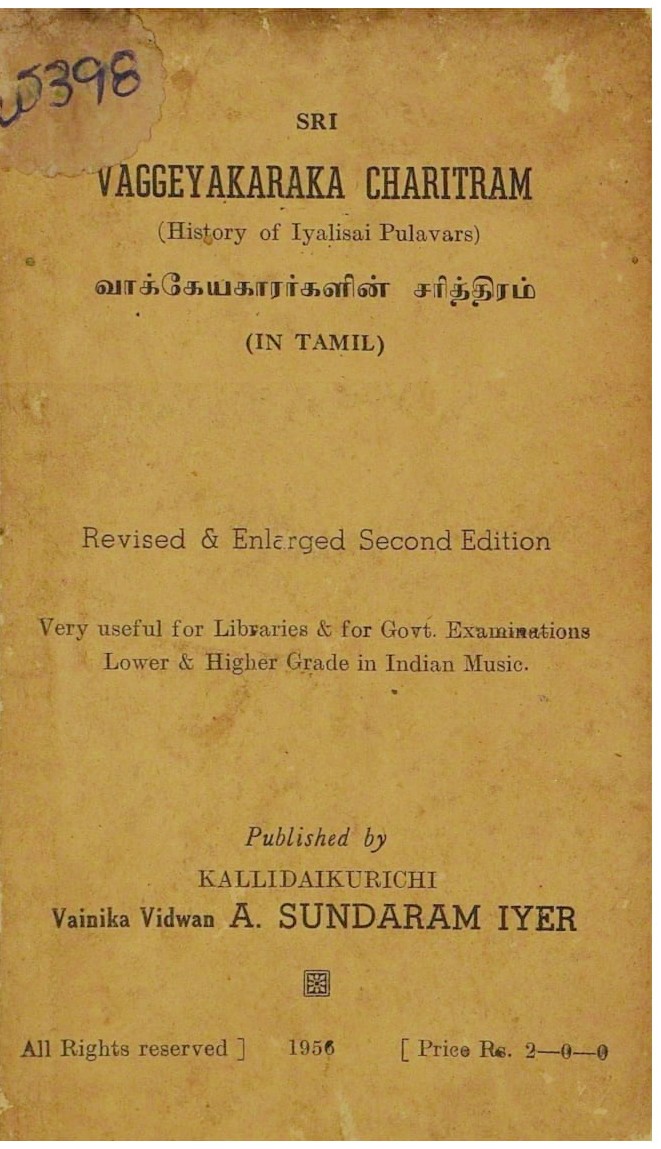 5398
SRI
VAGGEYAKARAKA CHARITRAM
(History of Iyalisai Pulavars)
வாக்கேயகாரர்களின் சரித்திரம்
(IN TAMIL)
Revised & Enlarged Second Edition
Very useful for Libraries & for Govt. Examinations
Lower & Higher Grade in Indian Music.
Published by
KALLIDAIKURICHI
Vainika Vidwan A. SUNDARAM IYER
All Rights reserved ] 1956 [ Price Rs. 2—0—0